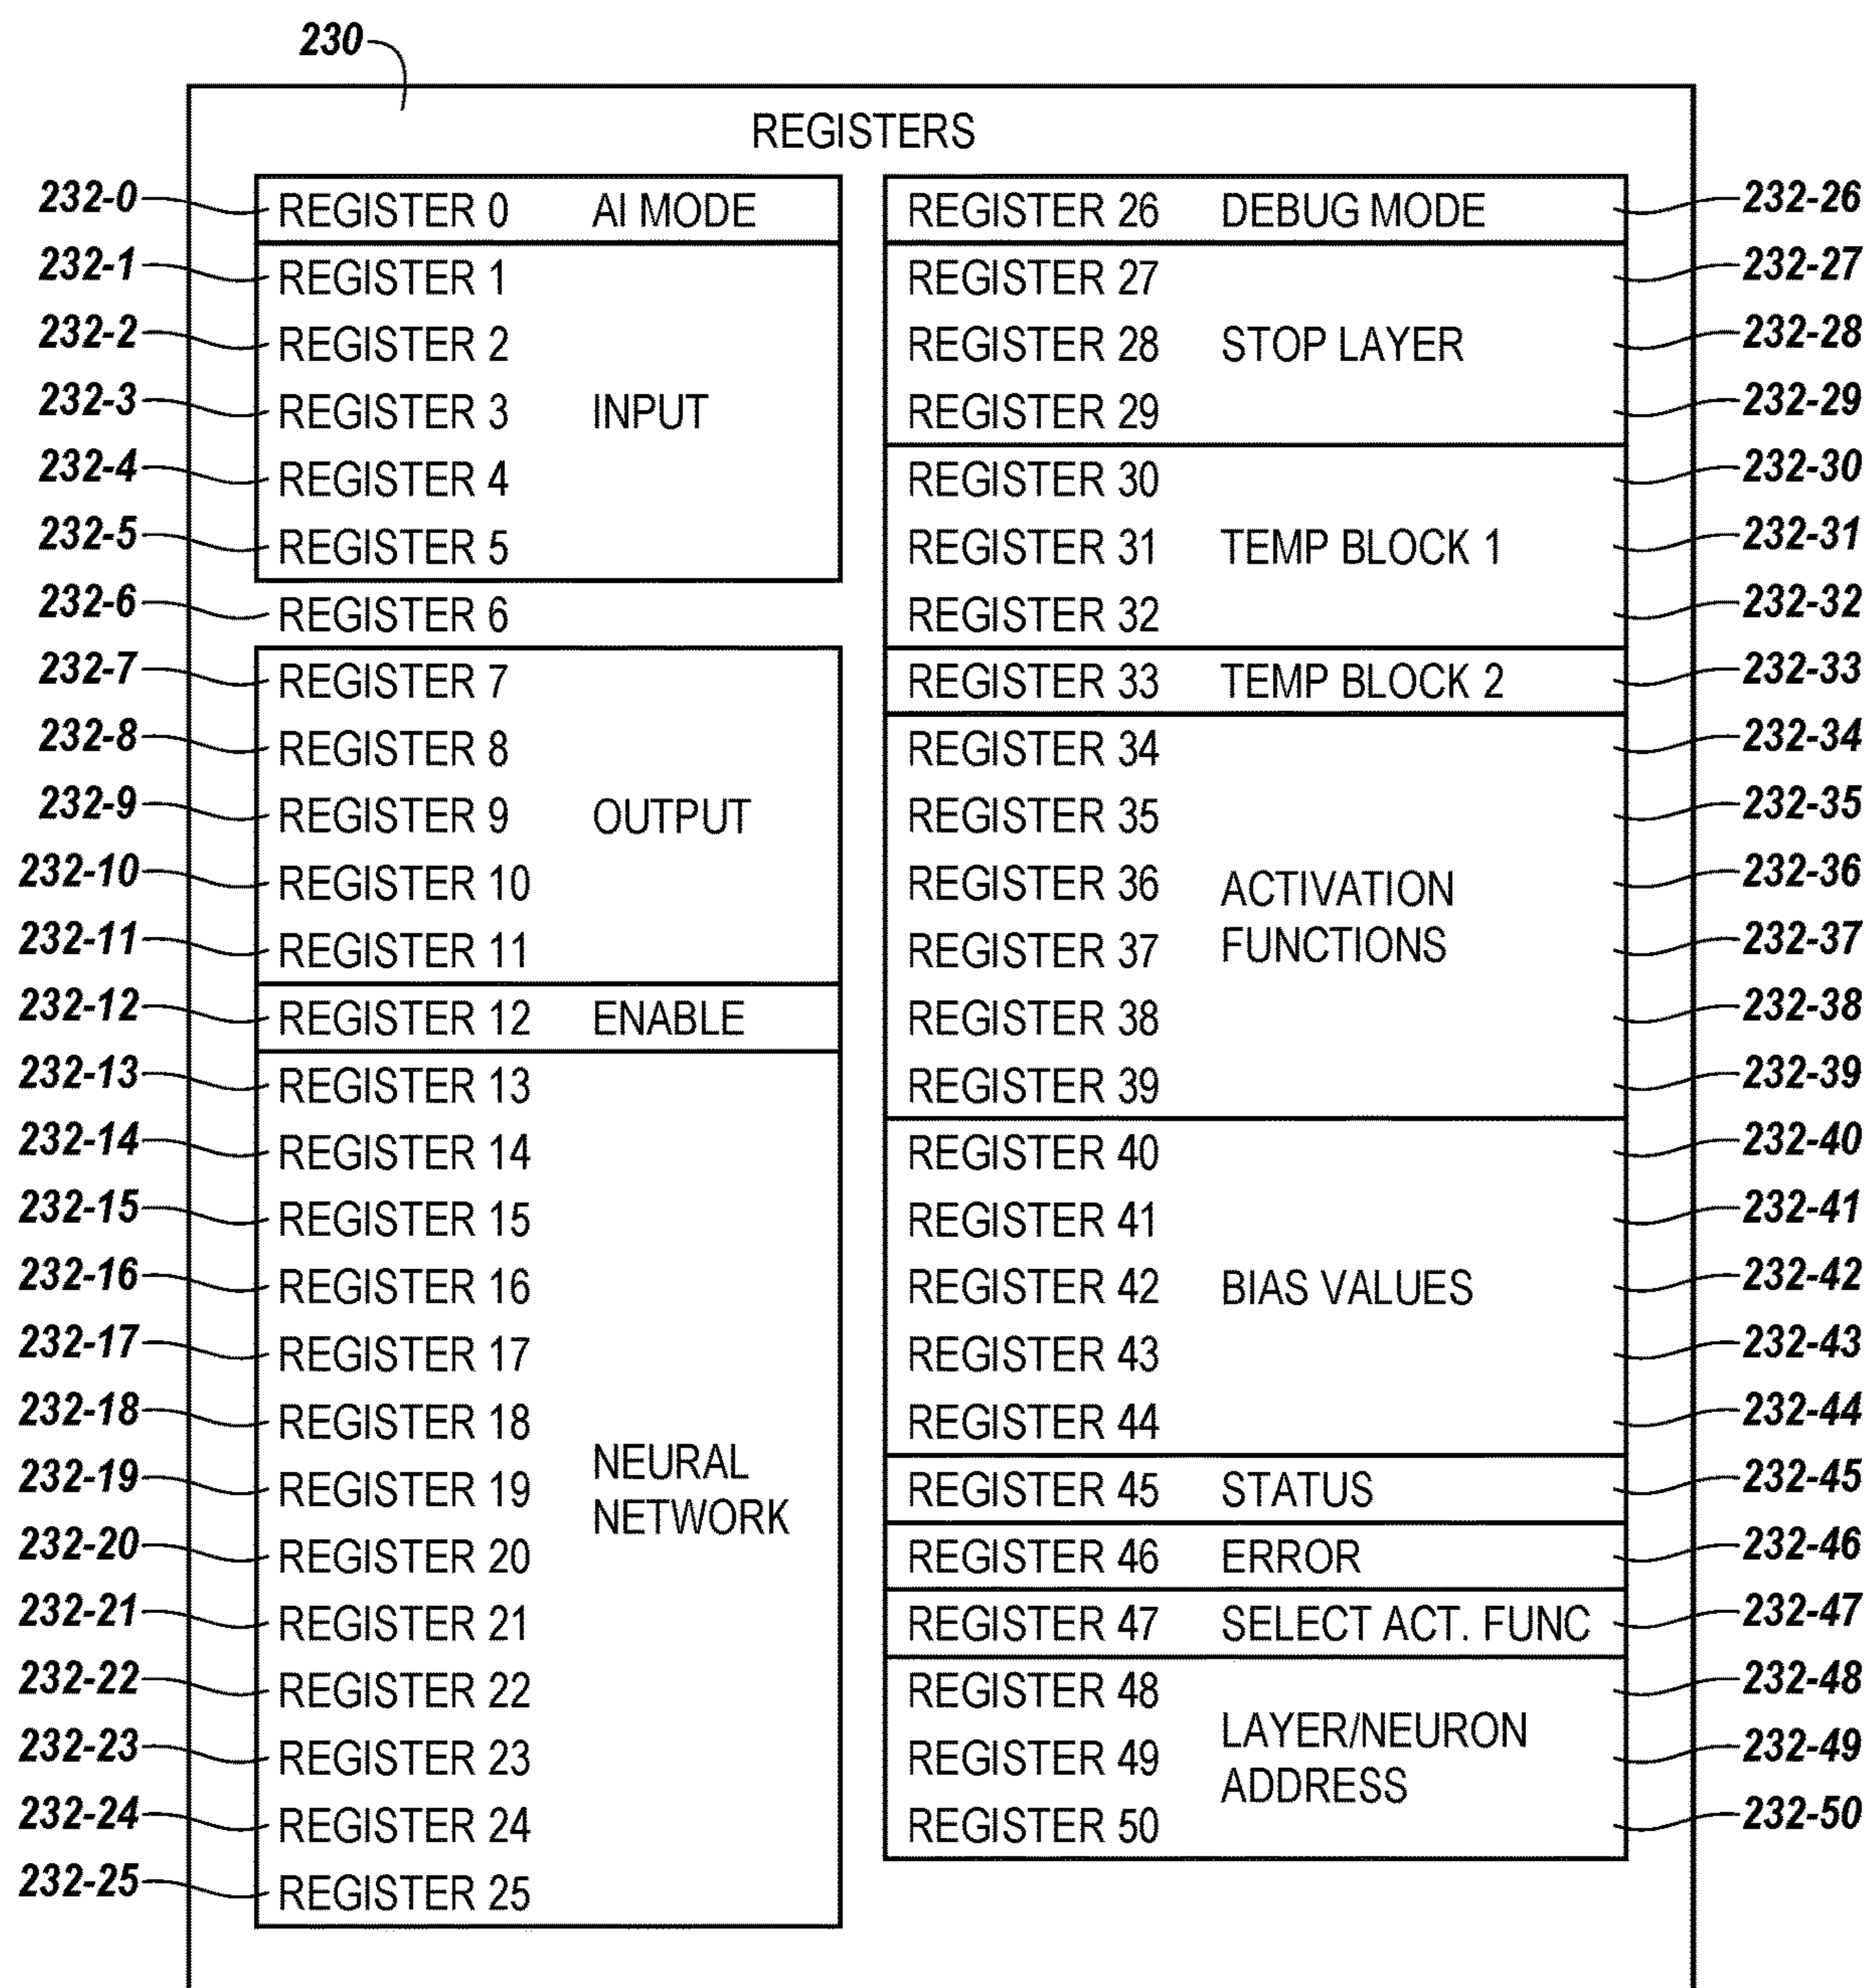 230
REGISTERS
232-0 REGISTER 0 AI MODE
232-1 REGISTER 1
232-2 REGISTER 2
232-3 REGISTER 3 INPUT
232-4 REGISTER 4
232-5 REGISTER 5
232-6 REGISTER 6
232-7 REGISTER 7
232-8 REGISTER 8
232-9 REGISTER 9 OUTPUT
232-10 REGISTER 10
232-11 REGISTER 11
232-12 REGISTER 12 ENABLE
232-13 REGISTER 13
232-14 REGISTER 14
232-15 REGISTER 15
232-16 REGISTER 16
232-17 REGISTER 17
232-18 REGISTER 18
NEURAL
232-19 REGISTER 19
NETWORK
232-20 REGISTER 20
232-21 REGISTER 21
232-22 REGISTER 22
232-23 REGISTER 23
232-24 REGISTER 24
232-25 REGISTER 25
REGISTER 26 DEBUG MODE 232-26
REGISTER 27 232-27
REGISTER 28 STOP LAYER 232-28
REGISTER 29 232-29
REGISTER 30 232-30
REGISTER 31 TEMP BLOCK 1 232-31
REGISTER 32 232-32
REGISTER 33 TEMP BLOCK 2 232-33
REGISTER 34 232-34
REGISTER 35 232-35
REGISTER 36 ACTIVATION 232-36
REGISTER 37 FUNCTIONS 232-37
REGISTER 38 232-38
REGISTER 39 232-39
REGISTER 40 232-40
REGISTER 41 232-41
REGISTER 42 BIAS VALUES 232-42
REGISTER 43 232-43
REGISTER 44 232-44
REGISTER 45 STATUS 232-45
REGISTER 46 ERROR 232-46
REGISTER 47 SELECT ACT. FUNC 232-47
REGISTER 48 232-48
LAYER/NEURON
REGISTER 49 232-49
ADDRESS
REGISTER 50 232-50